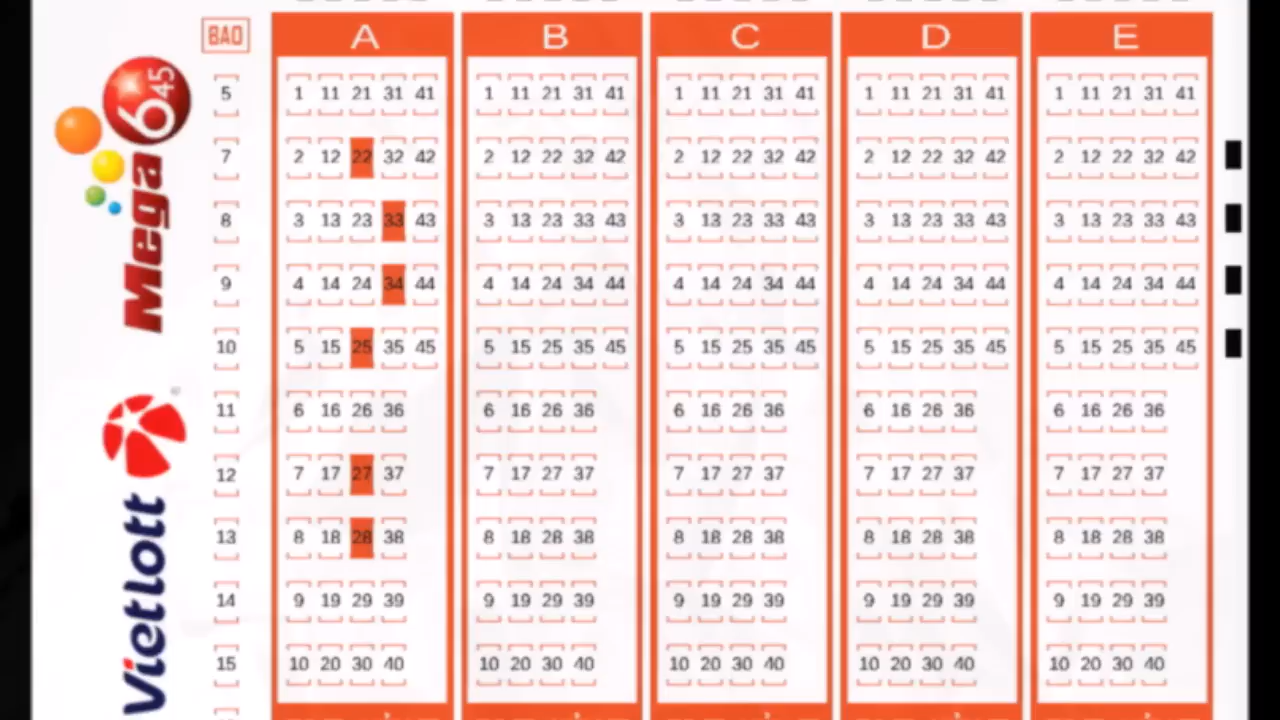 BAO A B C D E
5 1 11 21 31 41 1 11 21 31 41 1 11 21 31 41 1 11 21 31 41 1 11 21 31 41
7 2 12 22 32 42 2 12 22 32 42 2 12 22 32 42 2 12 22 32 42 2 12 22 32 42
8 3 13 23 33 43 3 13 23 33 43 3 13 23 33 43 3 13 23 33 43 3 13 23 33 43
9 4 14 24 34 44 4 14 24 34 44 4 14 24 34 44 4 14 24 34 44 4 14 24 34 44
10 5 15 25 35 45 5 15 25 35 45 5 15 25 35 45 5 15 25 35 45 5 15 25 35 45
11 6 16 26 36 6 16 26 36 6 16 26 36 6 16 26 36 6 16 26 36
12 7 17 27 37 7 17 27 37 7 17 27 37 7 17 27 37 7 17 27 37
13 8 18 28 38 8 18 28 38 8 18 28 38 8 18 28 38 8 18 28 38
14 9 19 29 39 9 19 29 39 9 19 29 39 9 19 29 39 9 19 29 39
15 10 20 30 40 10 20 30 40 10 20 30 40 10 20 30 40 10 20 30 40
Mega 6 45
Vietlott